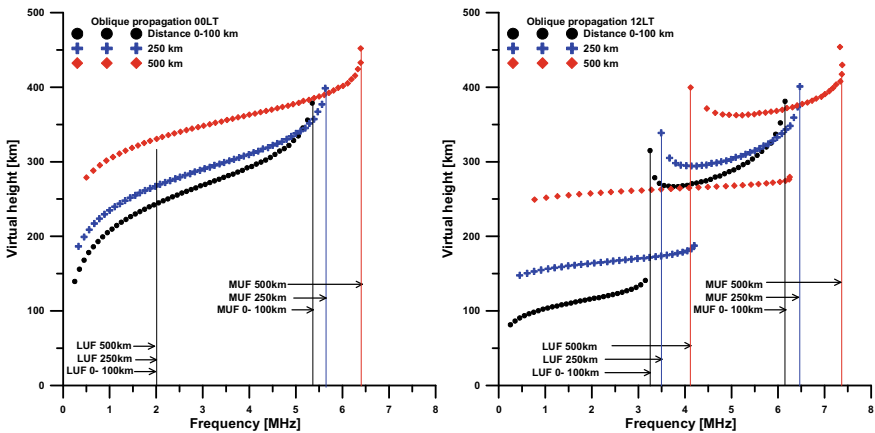 Oblique propagation 00LT
Distance 0-100 km
250 km
500 km
Virtual height [km]
500
400
300
200
100
0
MUF 500km
MUF 250km
MUF 0- 100km
LUF 500km
LUF 250km
LUF 0- 100km
0 1 2 3 4 5 6 7 8
Frequency [MHz]
Oblique propagation 12LT
Distance 0-100 km
250 km
500 km
Virtual height [km]
500
400
300
200
100
0
MUF 500km
MUF 250km
MUF 0- 100km
LUF 500km
LUF 250km
LUF 0- 100km
0 1 2 3 4 5 6 7 8
Frequency [MHz]